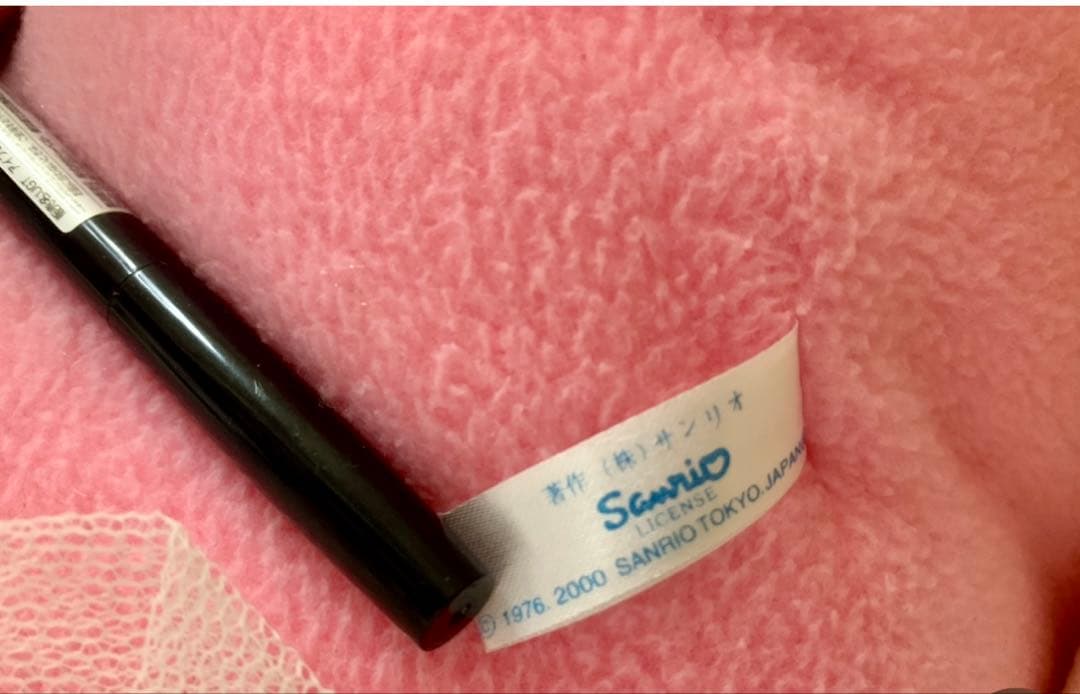 著作 (株)サンリオ
Sanrio
LICENSE
© 1976. 2000 SANRIO TOKYO. JAPAN